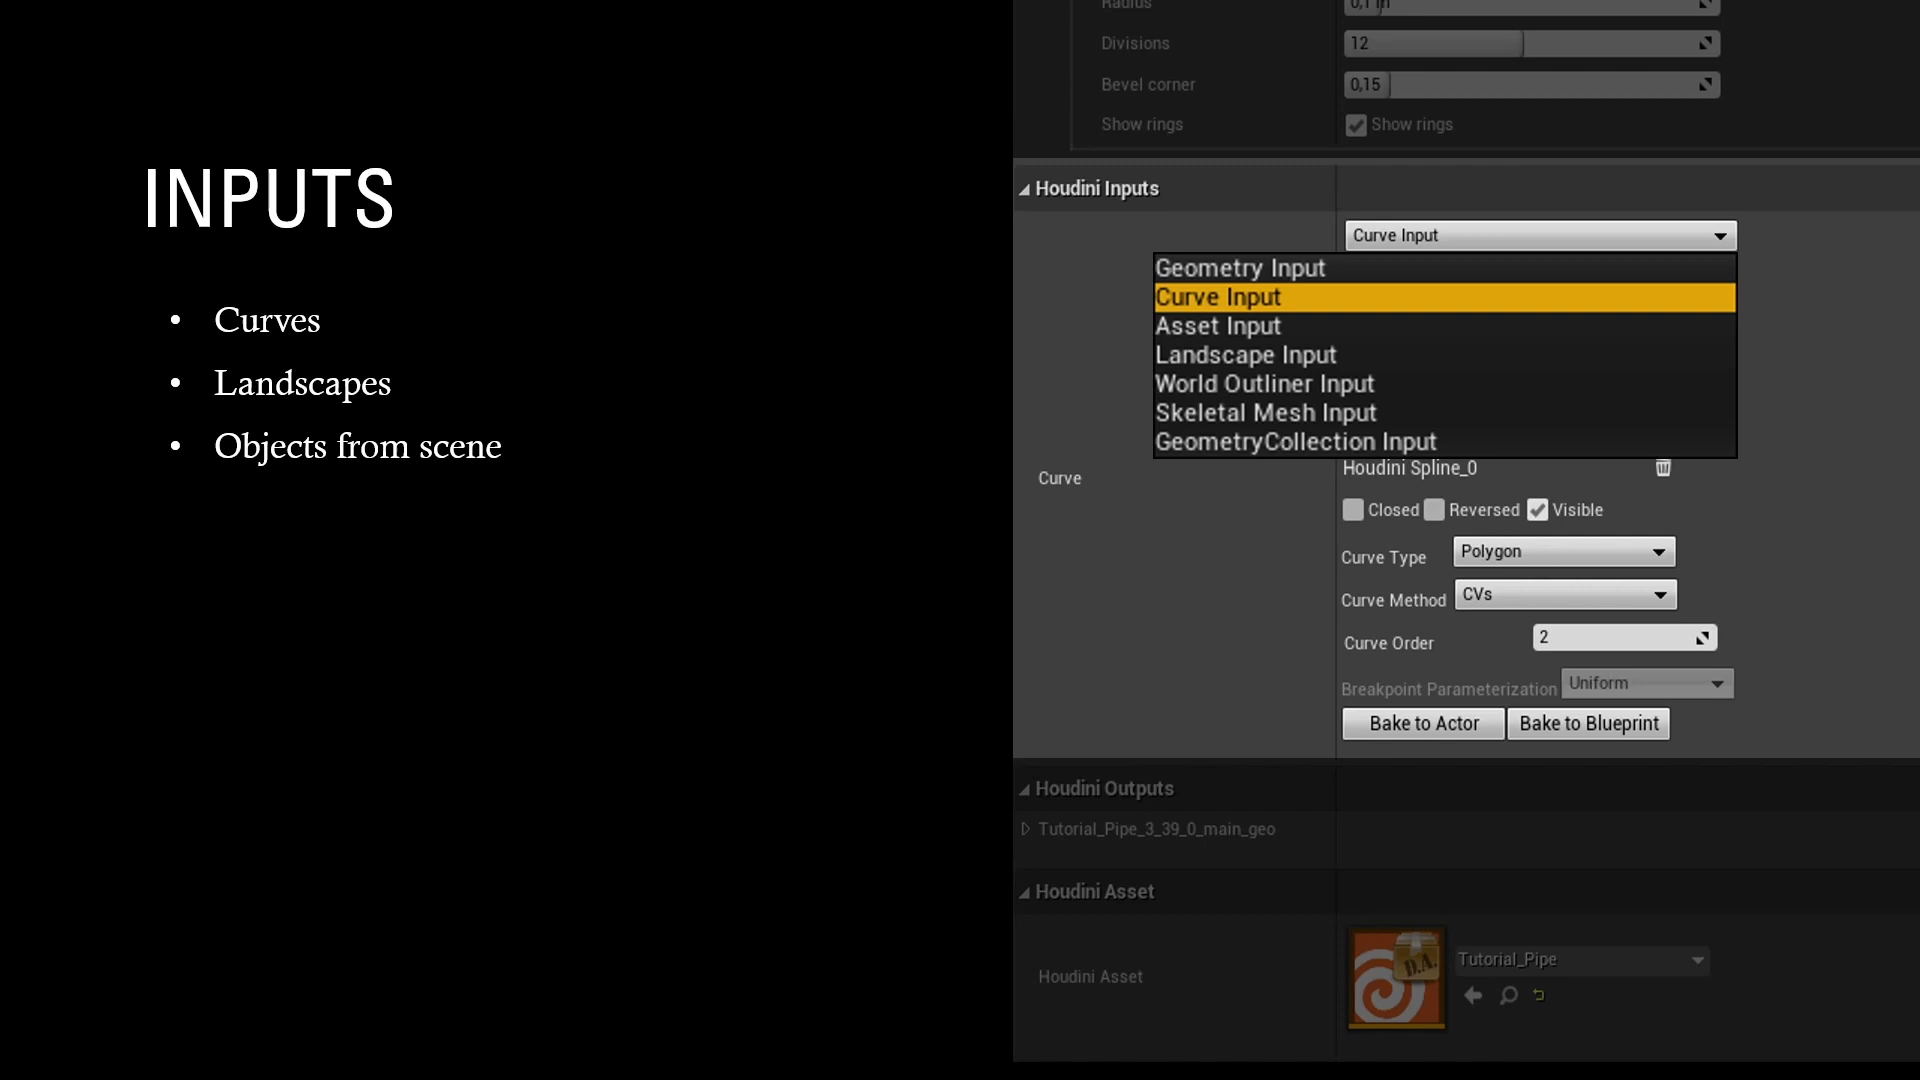 INPUTS
• Curves
• Landscapes
• Objects from scene
Radius 0,1 m
Divisions 12
Bevel corner 0,15
Show rings Show rings
Houdini Inputs
Curve Input
Geometry Input
Curve Input
Asset Input
Landscape Input
World Outliner Input
Skeletal Mesh Input
GeometryCollection Input
Houdini Spline_0
Curve
Closed Reversed Visible
Curve Type Polygon
Curve Method CVs
Curve Order 2
Breakpoint Parameterization Uniform
Bake to Actor Bake to Blueprint
Houdini Outputs
Tutorial_Pipe_3_39_0_main_geo
Houdini Asset
D.A.
Tutorial_Pipe
Houdini Asset